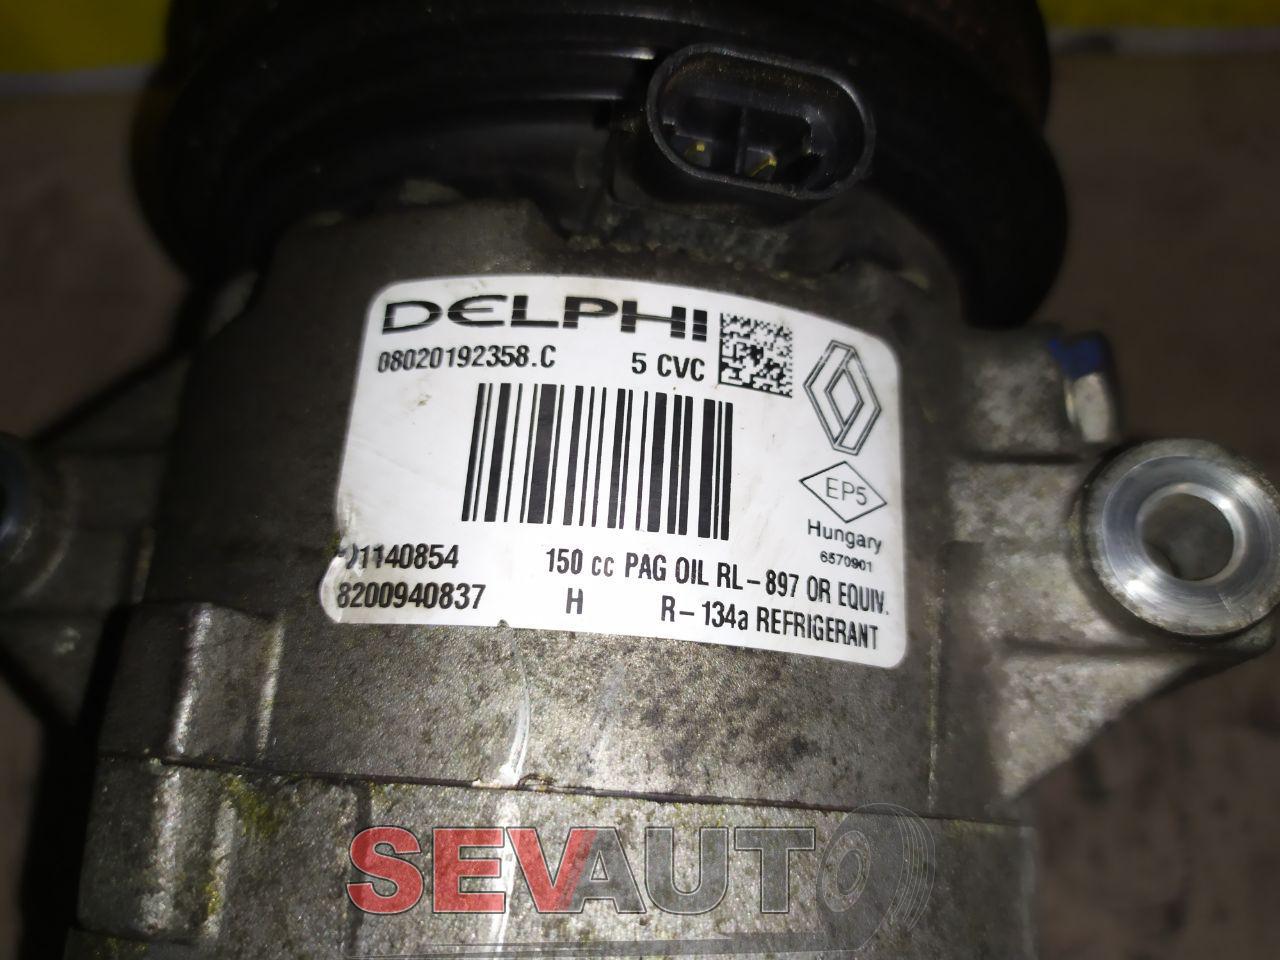 DELPHI
08020192358.C 5 CVC
EP5
Hungary
6570901
1140854 150 cc PAG OIL RL-897 OR EQUIV.
8200940837 H R-134a REFRIGERANT
SEVAUTO